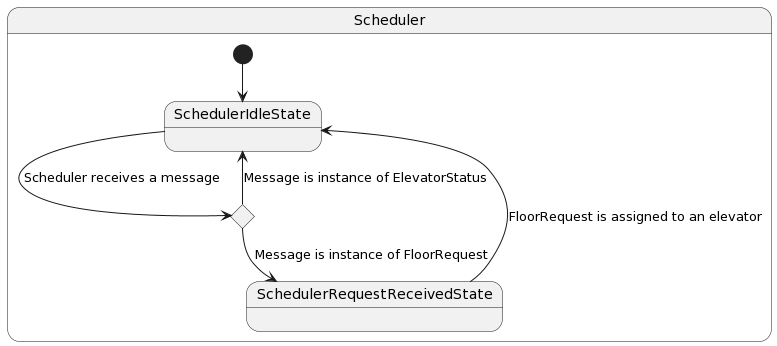 Scheduler
SchedulerIdleState
Scheduler receives a message
Message is instance of ElevatorStatus
FloorRequest is assigned to an elevator
Message is instance of FloorRequest
SchedulerRequestReceivedState